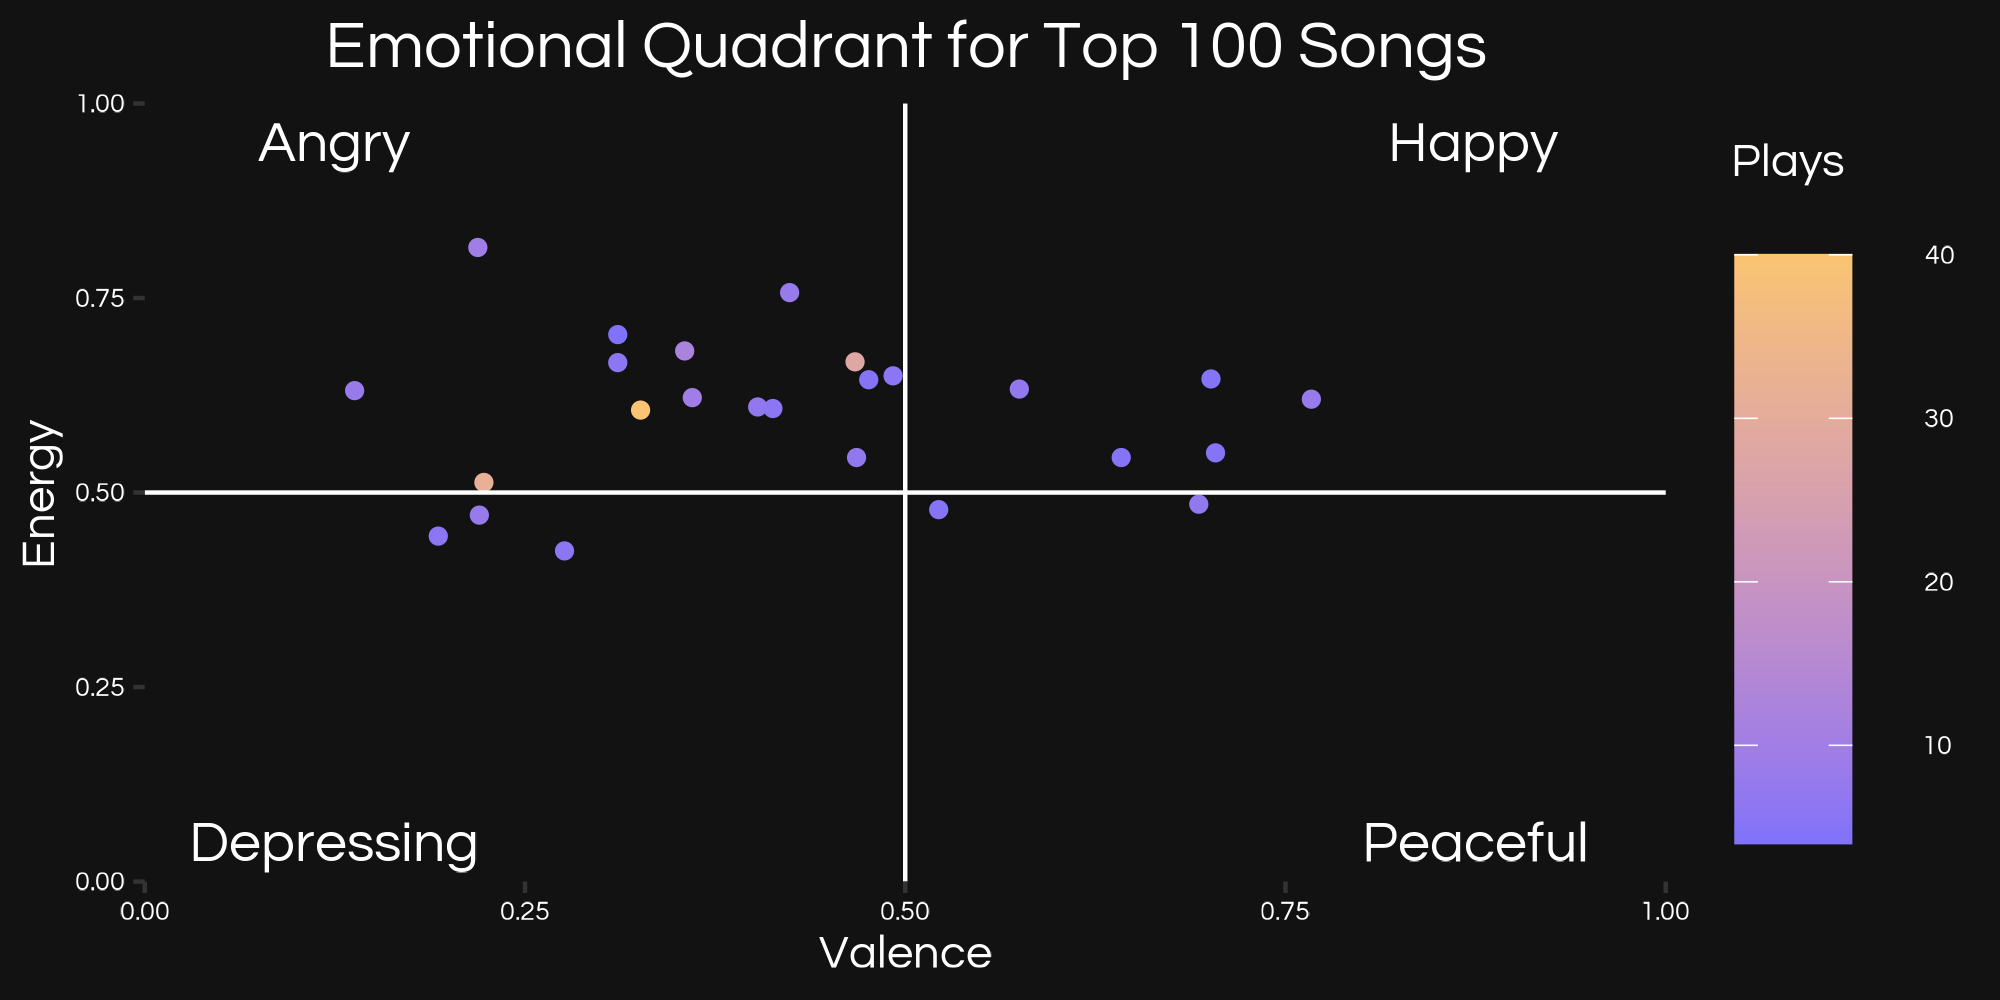 Emotional Quadrant for Top 100 Songs
Angry
Happy
Depressing
Peaceful
Energy
1.00
0.75
0.50
0.25
0.00
0.00
0.25
0.50
0.75
1.00
Valence
Plays
40
30
20
10